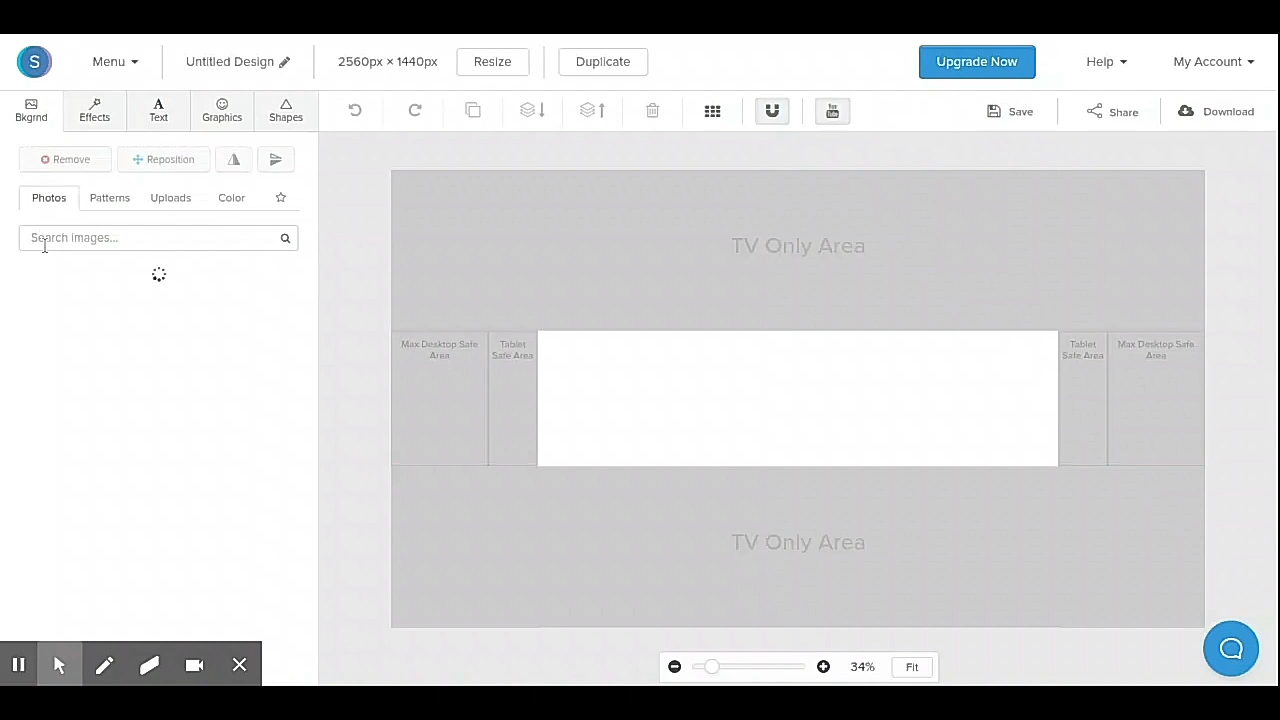 S
Menu
Untitled Design
2560px × 1440px
Resize
Duplicate
Upgrade Now
Help
My Account
Bkgrnd
Effects
Text
Graphics
Shapes
You
Tube
Save
Share
Download
Remove
Reposition
Photos
Patterns
Uploads
Color
Search images...
TV Only Area
Max Desktop Safe
Area
Tablet
Safe Area
Tablet
Safe Area
Max Desktop Safe
Area
TV Only Area
34%
Fit